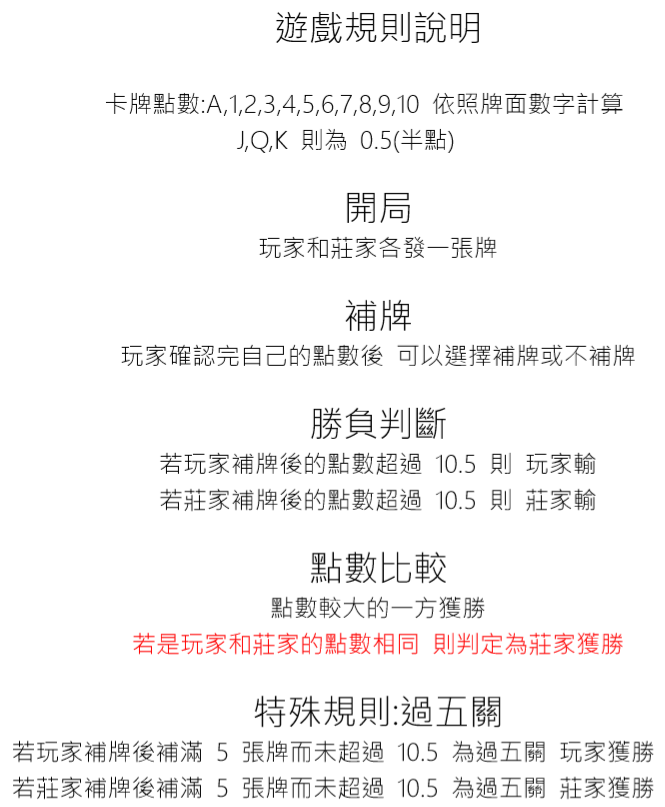 遊戲規則說明
卡牌點數:A,1,2,3,4,5,6,7,8,9,10 依照牌面數字計算
J,Q,K 則為 0.5(半點)
開局
玩家和莊家各發一張牌
補牌
玩家確認完自己的點數後 可以選擇補牌或不補牌
勝負判斷
若玩家補牌後的點數超過 10.5 則 玩家輸
若莊家補牌後的點數超過 10.5 則 莊家輸
點數比較
點數較大的一方獲勝
若是玩家和莊家的點數相同 則判定為莊家獲勝
特殊規則:過五關
若玩家補牌後補滿 5 張牌而未超過 10.5 為過五關 玩家獲勝
若莊家補牌後補滿 5 張牌而未超過 10.5 為過五關 莊家獲勝